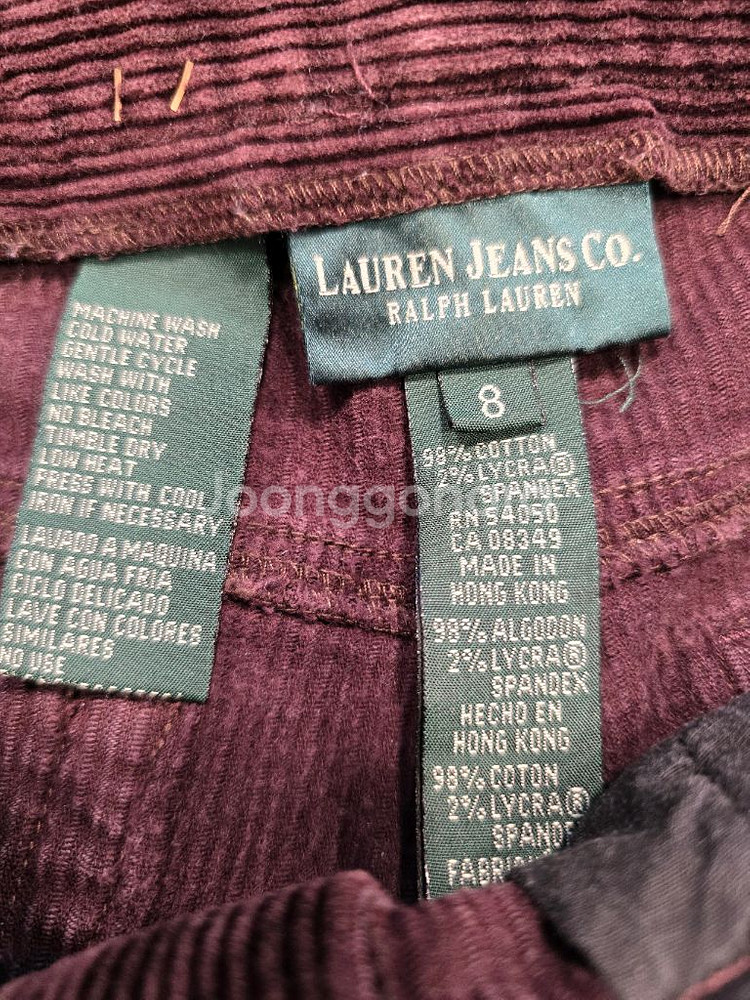 LAUREN JEANS CO.
RALPH LAUREN
8
98% COTTON
2% LYCRA®
SPANDEX
RN 54050
CA 08349
MADE IN
HONG KONG
98% ALGODON
2% LYCRA®
SPANDEX
HECHO EN
HONG KONG
98% COTON
2% LYCRA®
MACHINE WASH
COLD WATER
GENTLE CYCLE
WASH WITH
LIKE COLORS
NO BLEACH
TUMBLE DRY
LOW HEAT
PRESS WITH COOL
IRON IF NECESSARY
LAVADO A MAQUINA
CON AGUA FRIA
CICLO DELICADO
LAVE CON COLORES
SIMILARES
NO USE